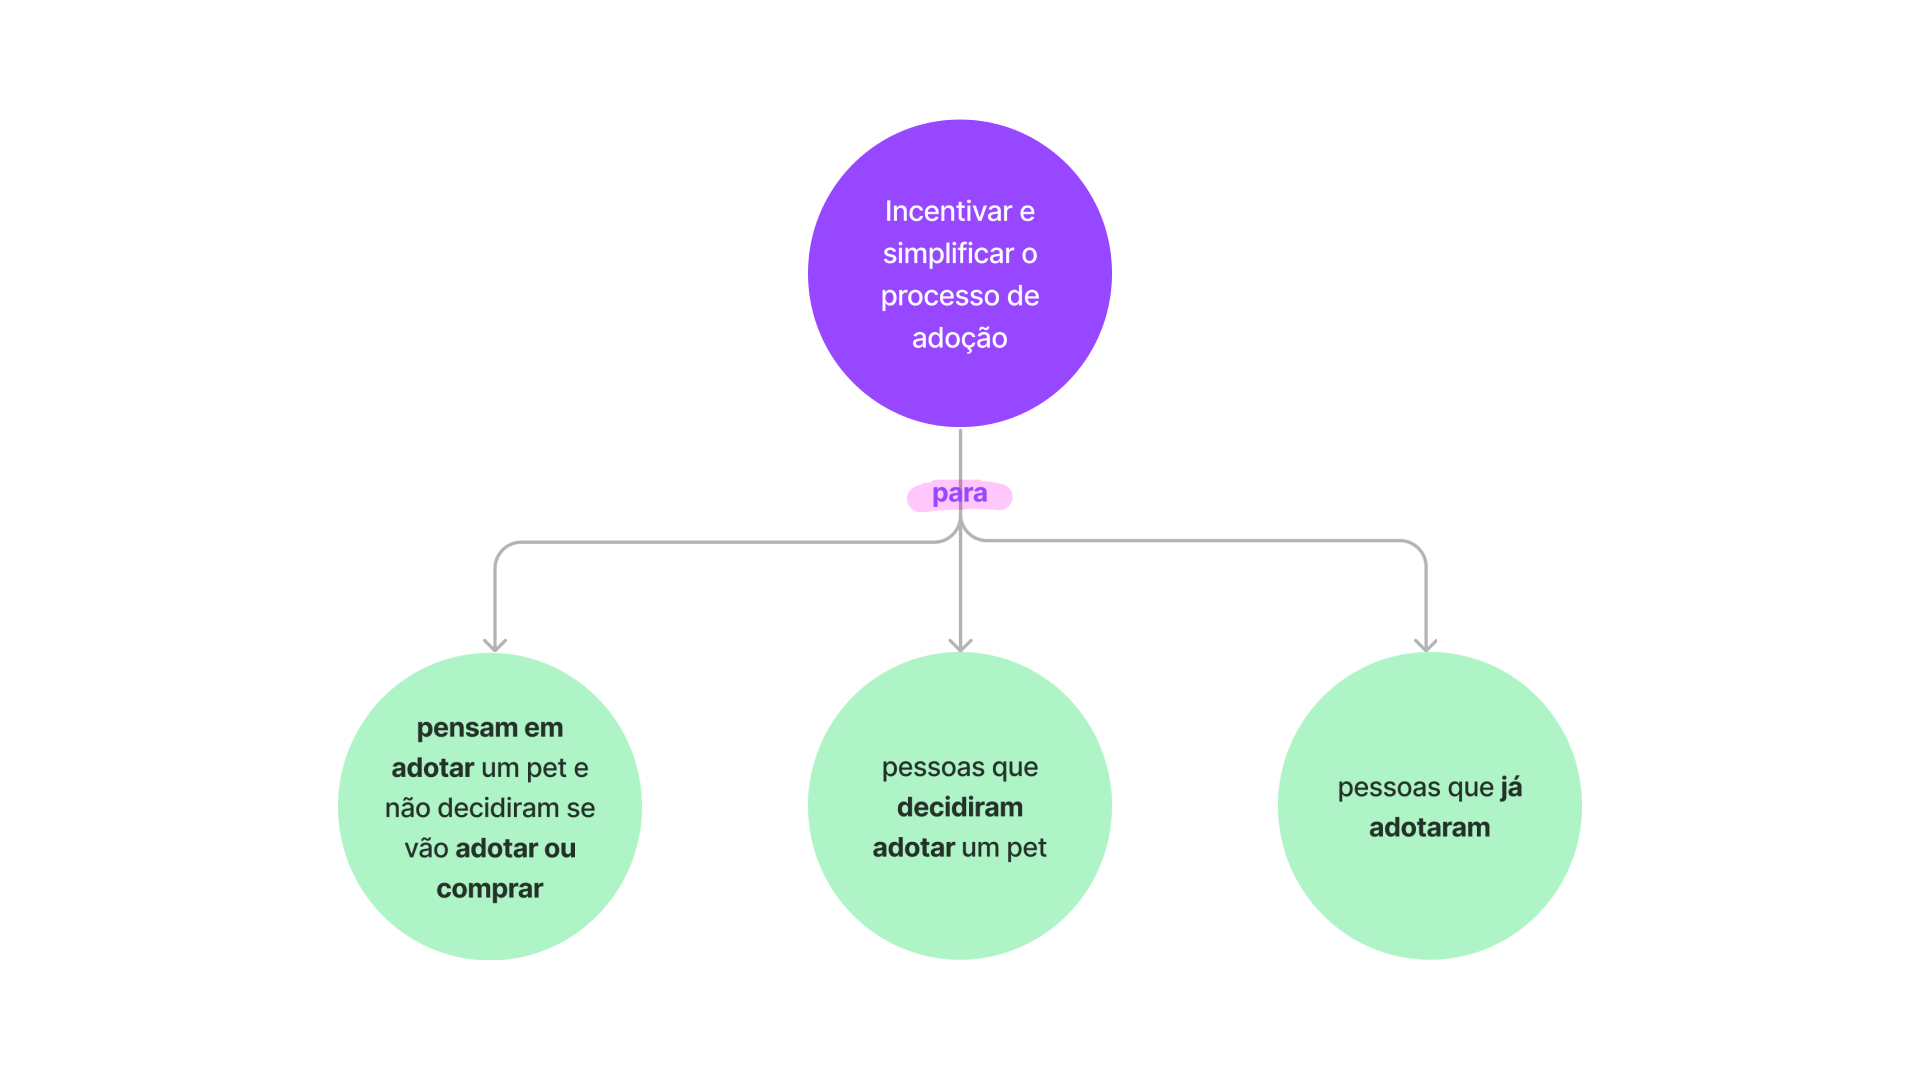 Incentivar e
simplificar o
processo de
adoção
para
pensam em
adotar um pet e
não decidiram se
vão adotar ou
comprar
pessoas que
decidiram
adotar um pet
pessoas que já
adotaram